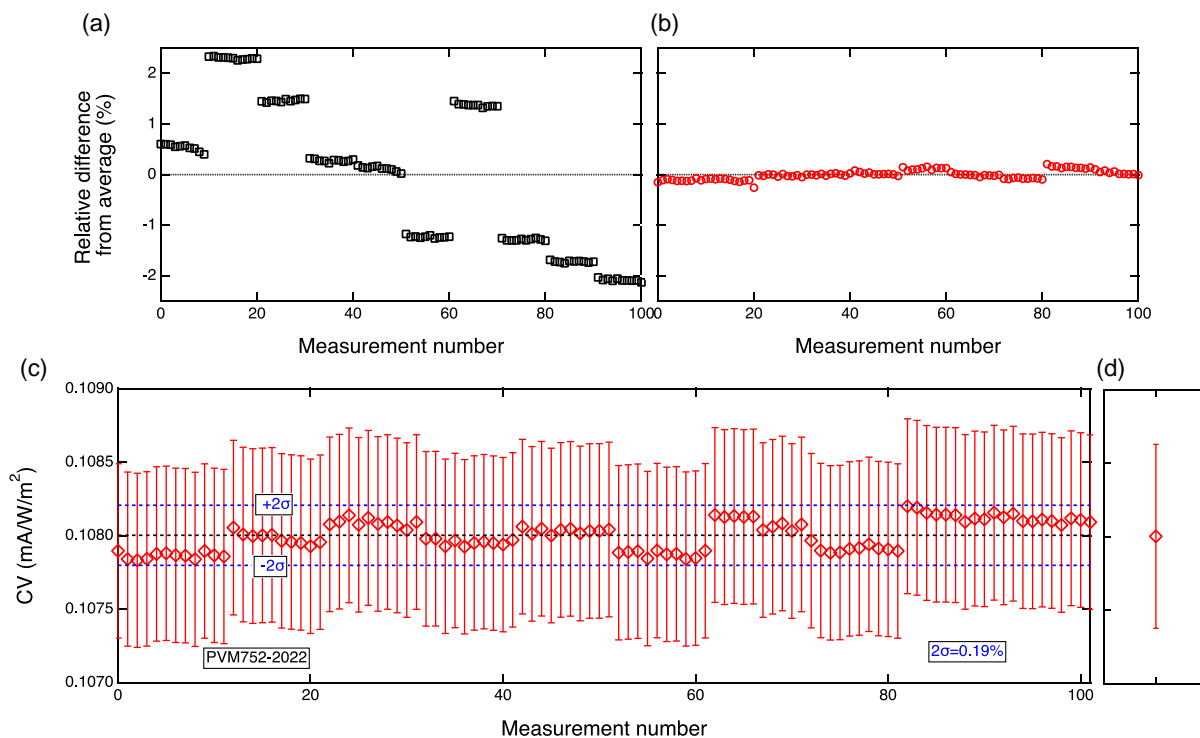 (a)
(b)
Relative difference
from average (%)
2
1
0
-1
-2
0
20
40
60
80
100
0
20
40
60
80
100
Measurement number
Measurement number
(c)
(d)
CV (mA/W/m²)
0.1090
0.1085
0.1080
0.1075
0.1070
+2σ
-2σ
PVM752-2022
2σ=0.19%
0
20
40
60
80
100
Measurement number